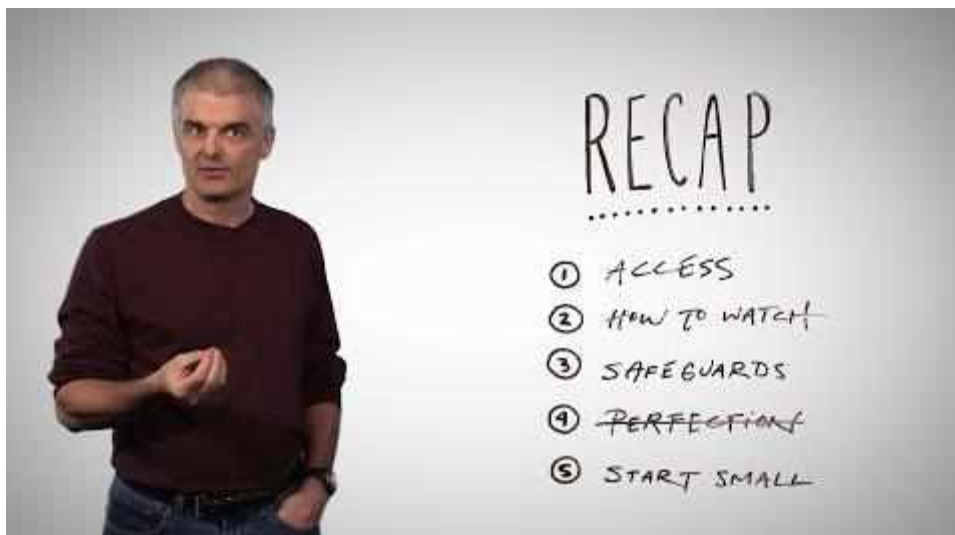 RECAP
① ACCESS
② HOW TO WATCH
③ SAFEGUARDS
④ ~~PERFECTION~~
⑤ START SMALL